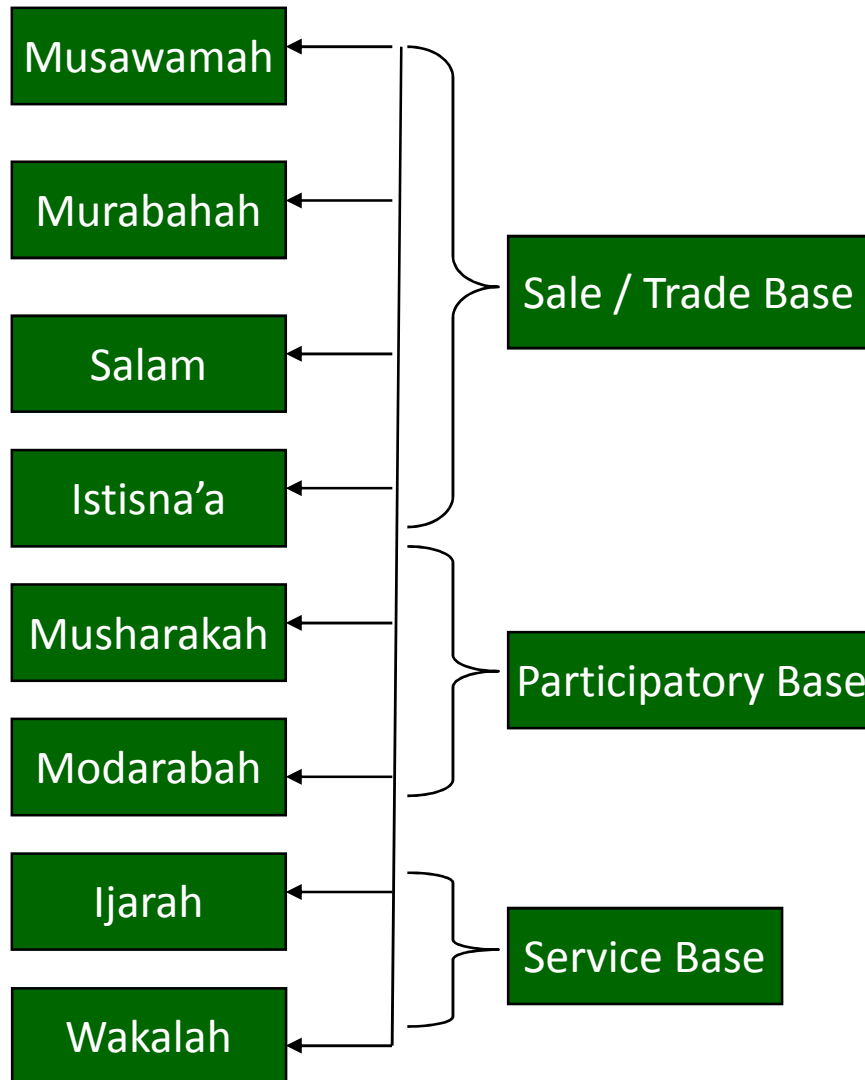 Musawamah
Murabahah
Salam
Istisna’a
Musharakah
Modarabah
Ijarah
Wakalah
Sale / Trade Base
Participatory Base
Service Base